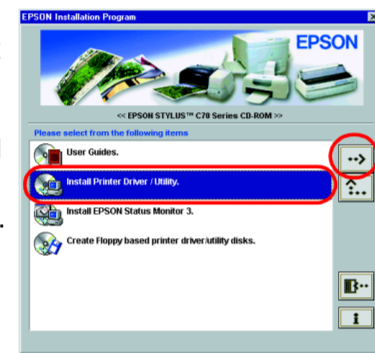 EPSON Installation Program
EPSON
<< EPSON STYLUS™ C70 Series CD-ROM >>
Please select from the following items
User Guides.
Install Printer Driver / Utility.
Install EPSON Status Monitor 3.
Create Floppy based printer driver/utility disks.